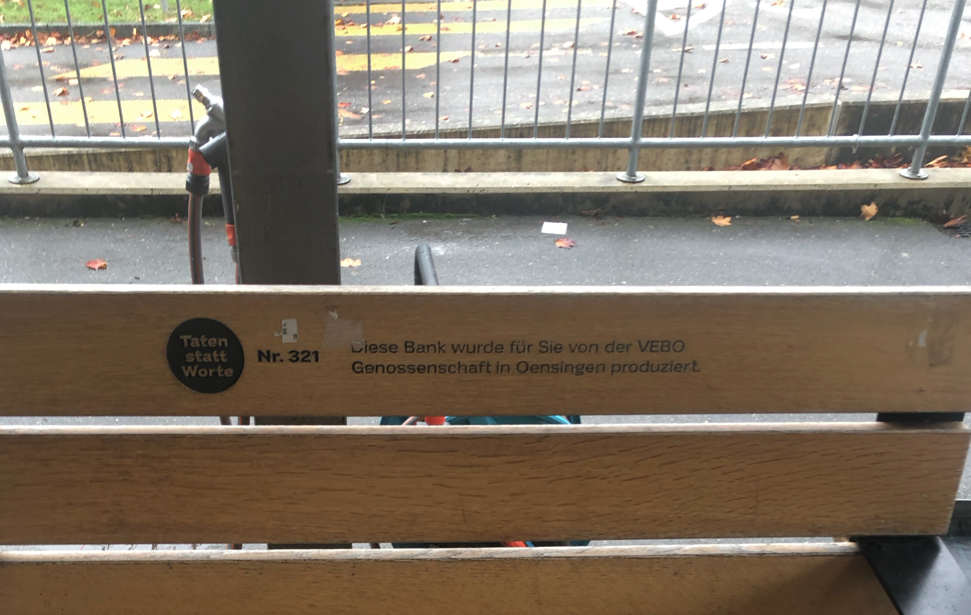 Taten
statt
Worte
Nr. 321
Diese Bank wurde für Sie von der VEBO
Genossenschaft in Oensingen produziert.